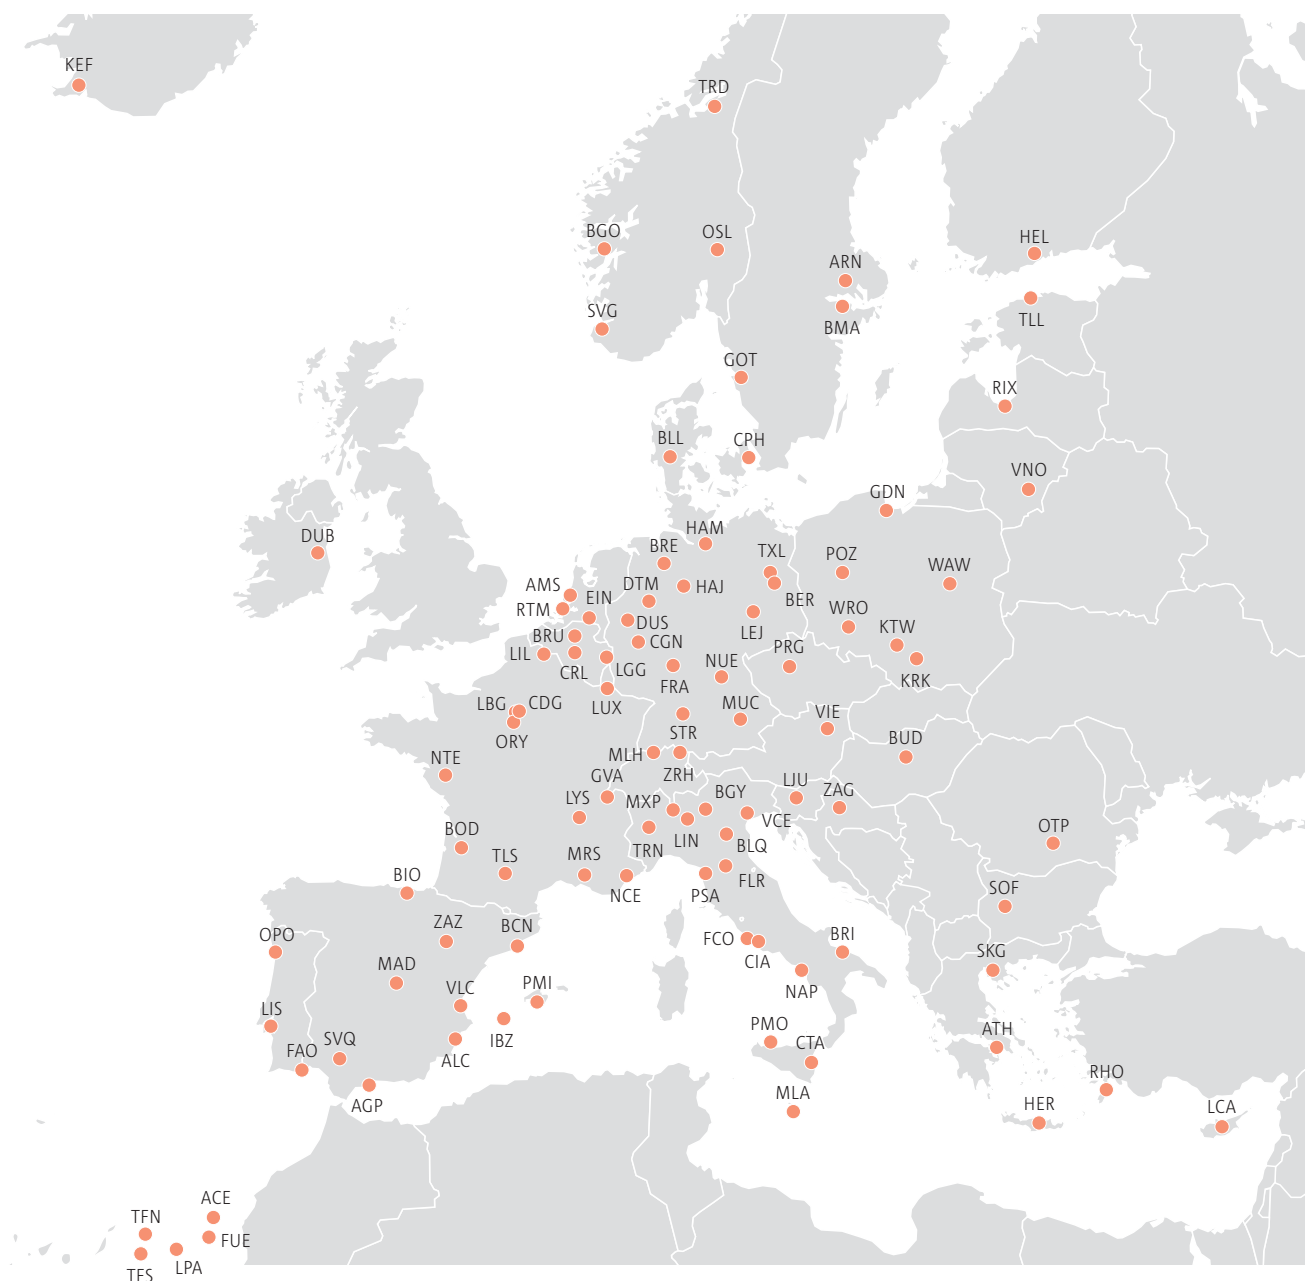 KEF
TRD
BGO
OSL
HEL
ARN
SVG
TLL
BMA
GOT
RIX
BLL
CPH
VNO
GDN
HAM
DUB
BRE
TXL
POZ
WAW
AMS
DTM
HAJ
EIN
BER
RTM
WRO
DUS
LEJ
KTW
BRU
CGN
LIL
PRG
NUE
CRL
LGG
KRK
FRA
LBG
CDG
LUX
MUC
VIE
STR
ORY
BUD
NTE
MLH
GVA
ZRH
LJU
ZAG
LYS
MXP
BGY
VCE
OTP
BOD
LIN
BLQ
TRN
TLS
MRS
BIO
FLR
SOF
NCE
PSA
ZAZ
BCN
OPO
FCO
BRI
SKG
MAD
CIA
VLC
PMI
NAP
LIS
PMO
ATH
SVQ
IBZ
CTA
FAO
ALC
RHO
MLA
AGP
HER
LCA
ACE
TFN
FUE
LPA
TFS